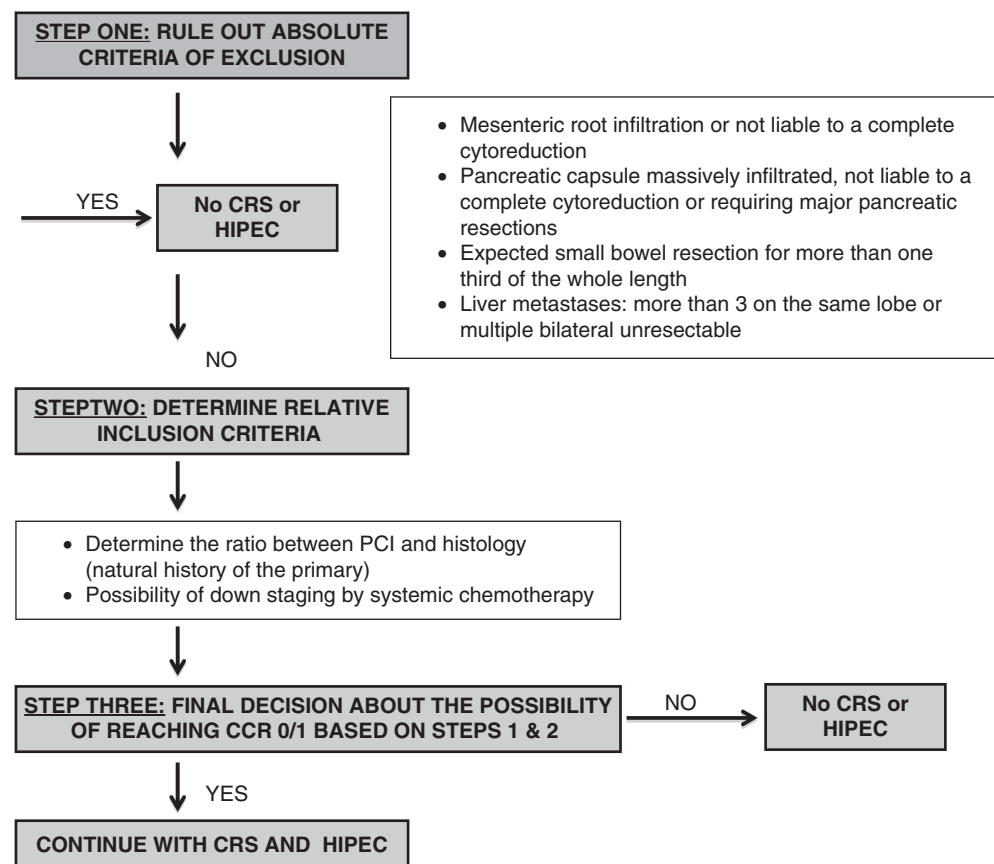 STEP ONE: RULE OUT ABSOLUTE
CRITERIA OF EXCLUSION
• Mesenteric root infiltration or not liable to a complete
cytoreduction
• Pancreatic capsule massively infiltrated, not liable to a
complete cytoreduction or requiring major pancreatic
resections
• Expected small bowel resection for more than one
third of the whole length
• Liver metastases: more than 3 on the same lobe or
multiple bilateral unresectable
YES
No CRS or
HIPEC
NO
STEPTWO: DETERMINE RELATIVE
INCLUSION CRITERIA
• Determine the ratio between PCI and histology
(natural history of the primary)
• Possibility of down staging by systemic chemotherapy
STEP THREE: FINAL DECISION ABOUT THE POSSIBILITY
OF REACHING CCR 0/1 BASED ON STEPS 1 & 2
NO
No CRS or
HIPEC
YES
CONTINUE WITH CRS AND HIPEC